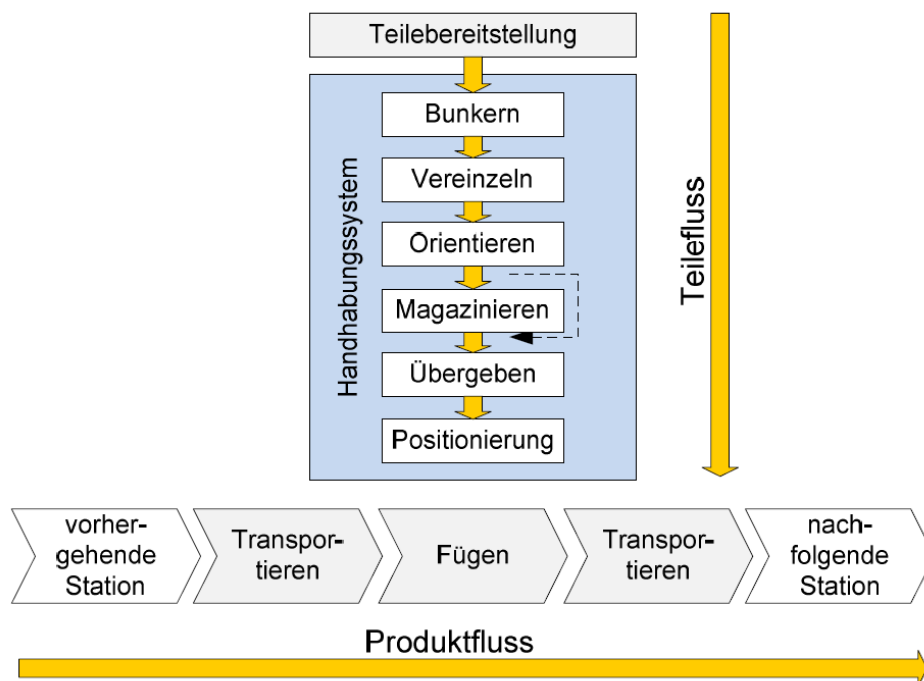 Teilebereitstellung
Handhabungssystem
Bunkern
Vereinzeln
Orientieren
Magazinieren
Übergeben
Positionierung
Teilefluss
vorher-
gehende
Station
Transpor-
tieren
Fügen
Transpor-
tieren
nach-
folgende
Station
Produktfluss